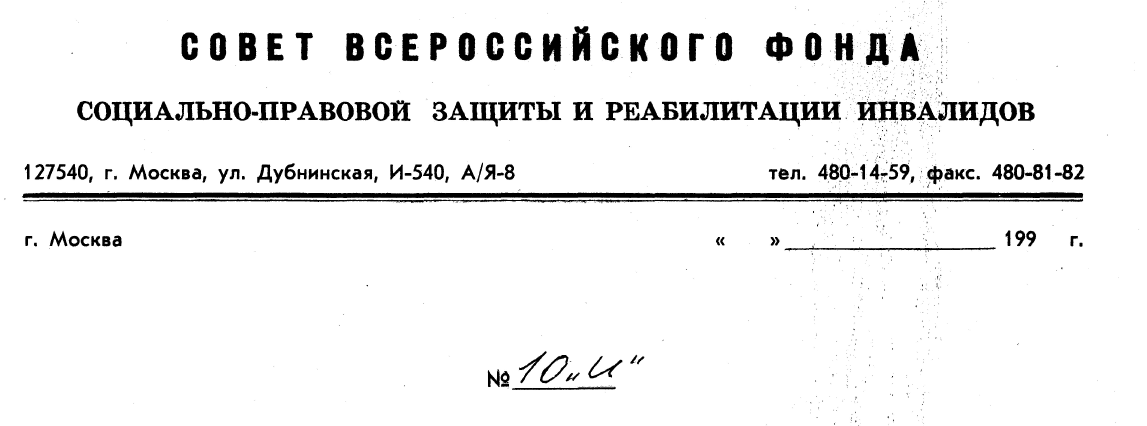 СОВЕТ ВСЕРОССИЙСКОГО ФОНДА
СОЦИАЛЬНО-ПРАВОВОЙ ЗАЩИТЫ И РЕАБИЛИТАЦИИ ИНВАЛИДОВ
127540, г. Москва, ул. Дубнинская, И-540, А/Я-8 тел. 480-14-59, факс. 480-81-82
г. Москва « »____________________ 199 г.
№ 10 „И"